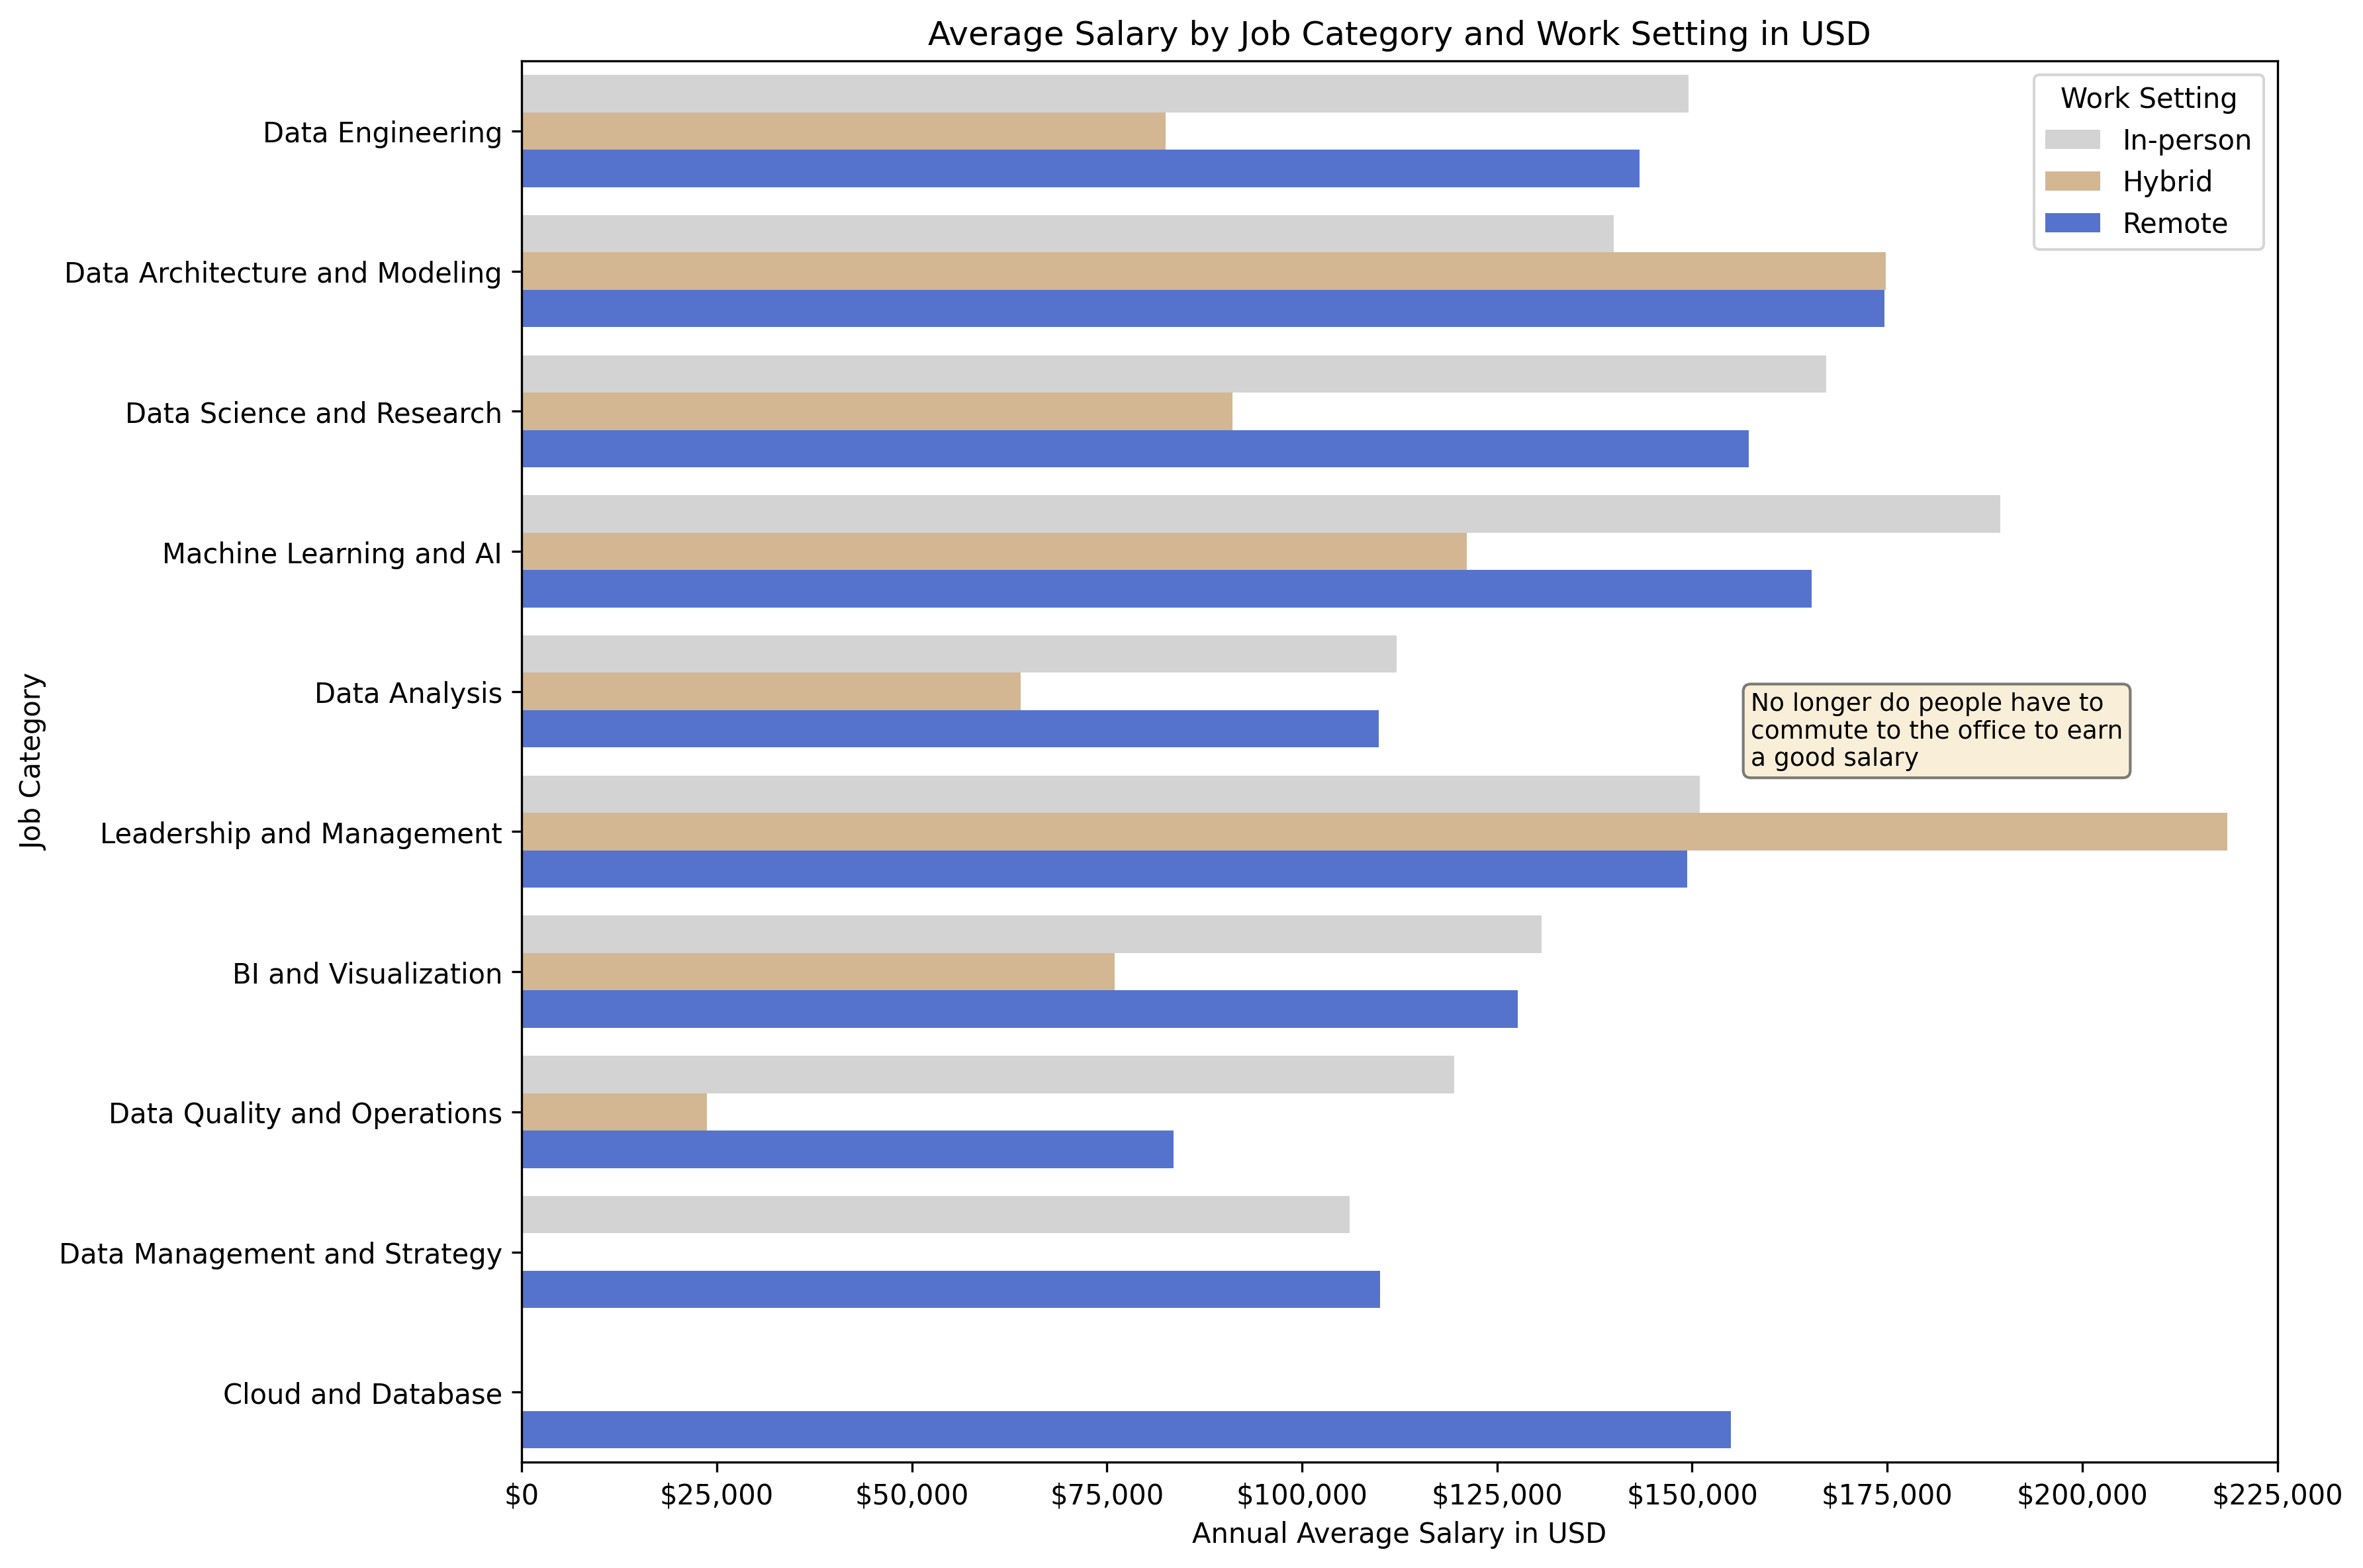 Average Salary by Job Category and Work Setting in USD
Work Setting
In-person
Hybrid
Remote
Data Engineering
Data Architecture and Modeling
Data Science and Research
Machine Learning and AI
Data Analysis
Leadership and Management
BI and Visualization
Data Quality and Operations
Data Management and Strategy
Cloud and Database
Job Category
No longer do people have to
commute to the office to earn
a good salary
$0 $25,000 $50,000 $75,000 $100,000 $125,000 $150,000 $175,000 $200,000 $225,000
Annual Average Salary in USD